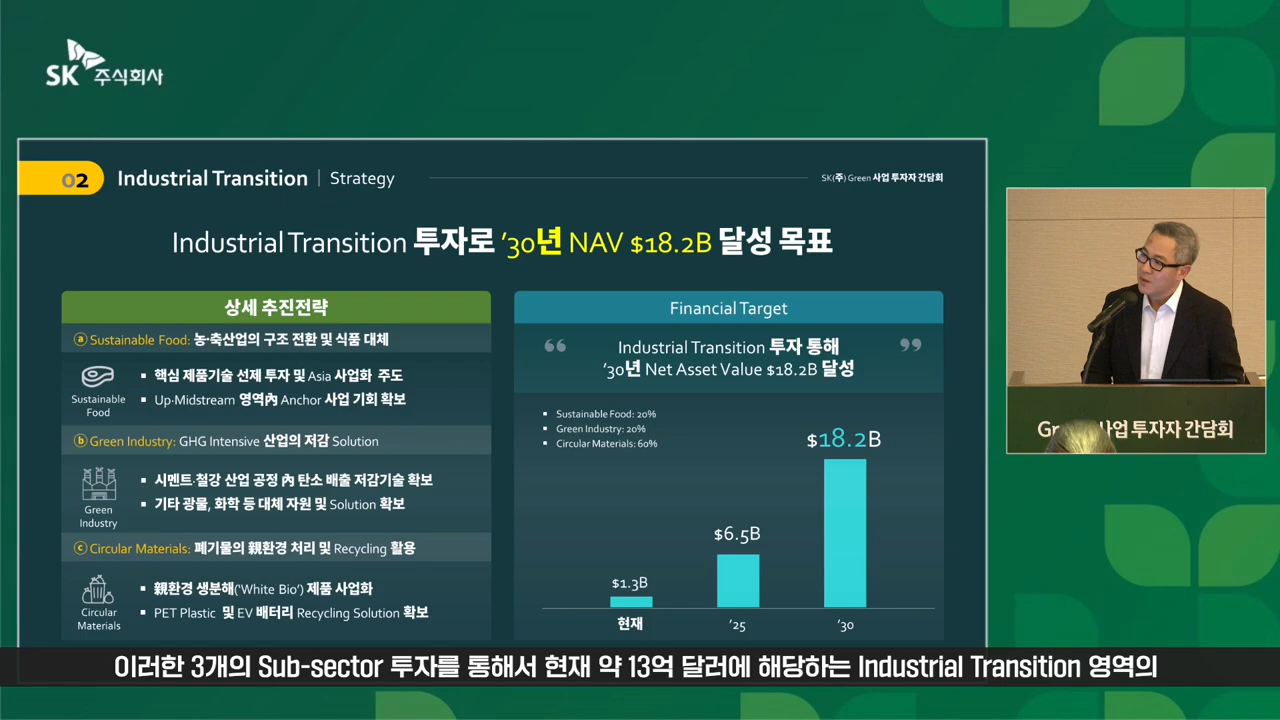 SK 주식회사
02 Industrial Transition | Strategy
SK(주) Green 사업 투자자 간담회
Industrial Transition 투자로 ’30년 NAV $18.2B 달성 목표
상세 추진전략
ⓐ Sustainable Food: 농·축산업의 구조 전환 및 식품 대체
Sustainable
Food
▪ 핵심 제품기술 선제 투자 및 Asia 사업화 주도
▪ Up·Midstream 영역內 Anchor 사업 기회 확보
ⓑ Green Industry: GHG Intensive 산업의 저감 Solution
Green
Industry
▪ 시멘트·철강 산업 공정 內 탄소 배출 저감기술 확보
▪ 기타 광물, 화학 등 대체 자원 및 Solution 확보
ⓒ Circular Materials: 폐기물의 親환경 처리 및 Recycling 활용
Circular
Materials
▪ 親환경 생분해(‘White Bio’) 제품 사업화
▪ PET Plastic 및 EV 배터리 Recycling Solution 확보
Financial Target
“ Industrial Transition 투자 통해 ”
’30년 Net Asset Value $18.2B 달성
▪ Sustainable Food: 20%
▪ Green Industry: 20%
▪ Circular Materials: 60%
$1.3B
$6.5B
$18.2B
현재
’25
’30
사업 투자자 간담회
이러한 3개의 Sub-sector 투자를 통해서 현재 약 13억 달러에 해당하는 Industrial Transition 영역의